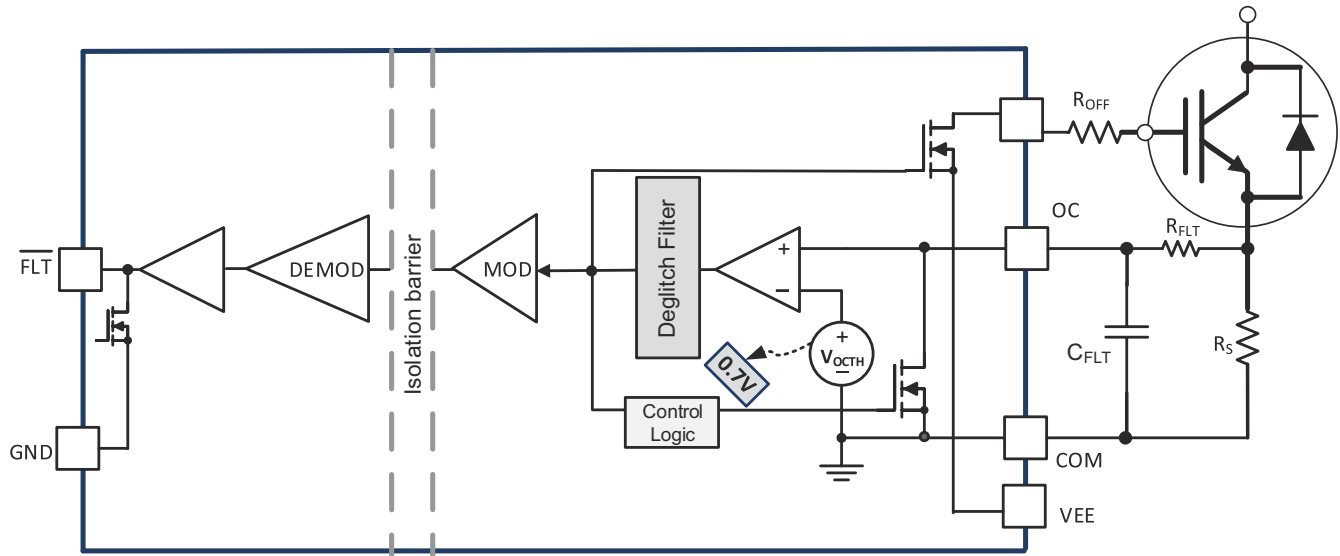 R_OFF
OC
R_FLT
FLT
DEMOD
Isolation barrier
MOD
Deglitch Filter
+
−
+
V_OCTH
−
0.7V
C_FLT
R_S
Control
Logic
GND
COM
VEE